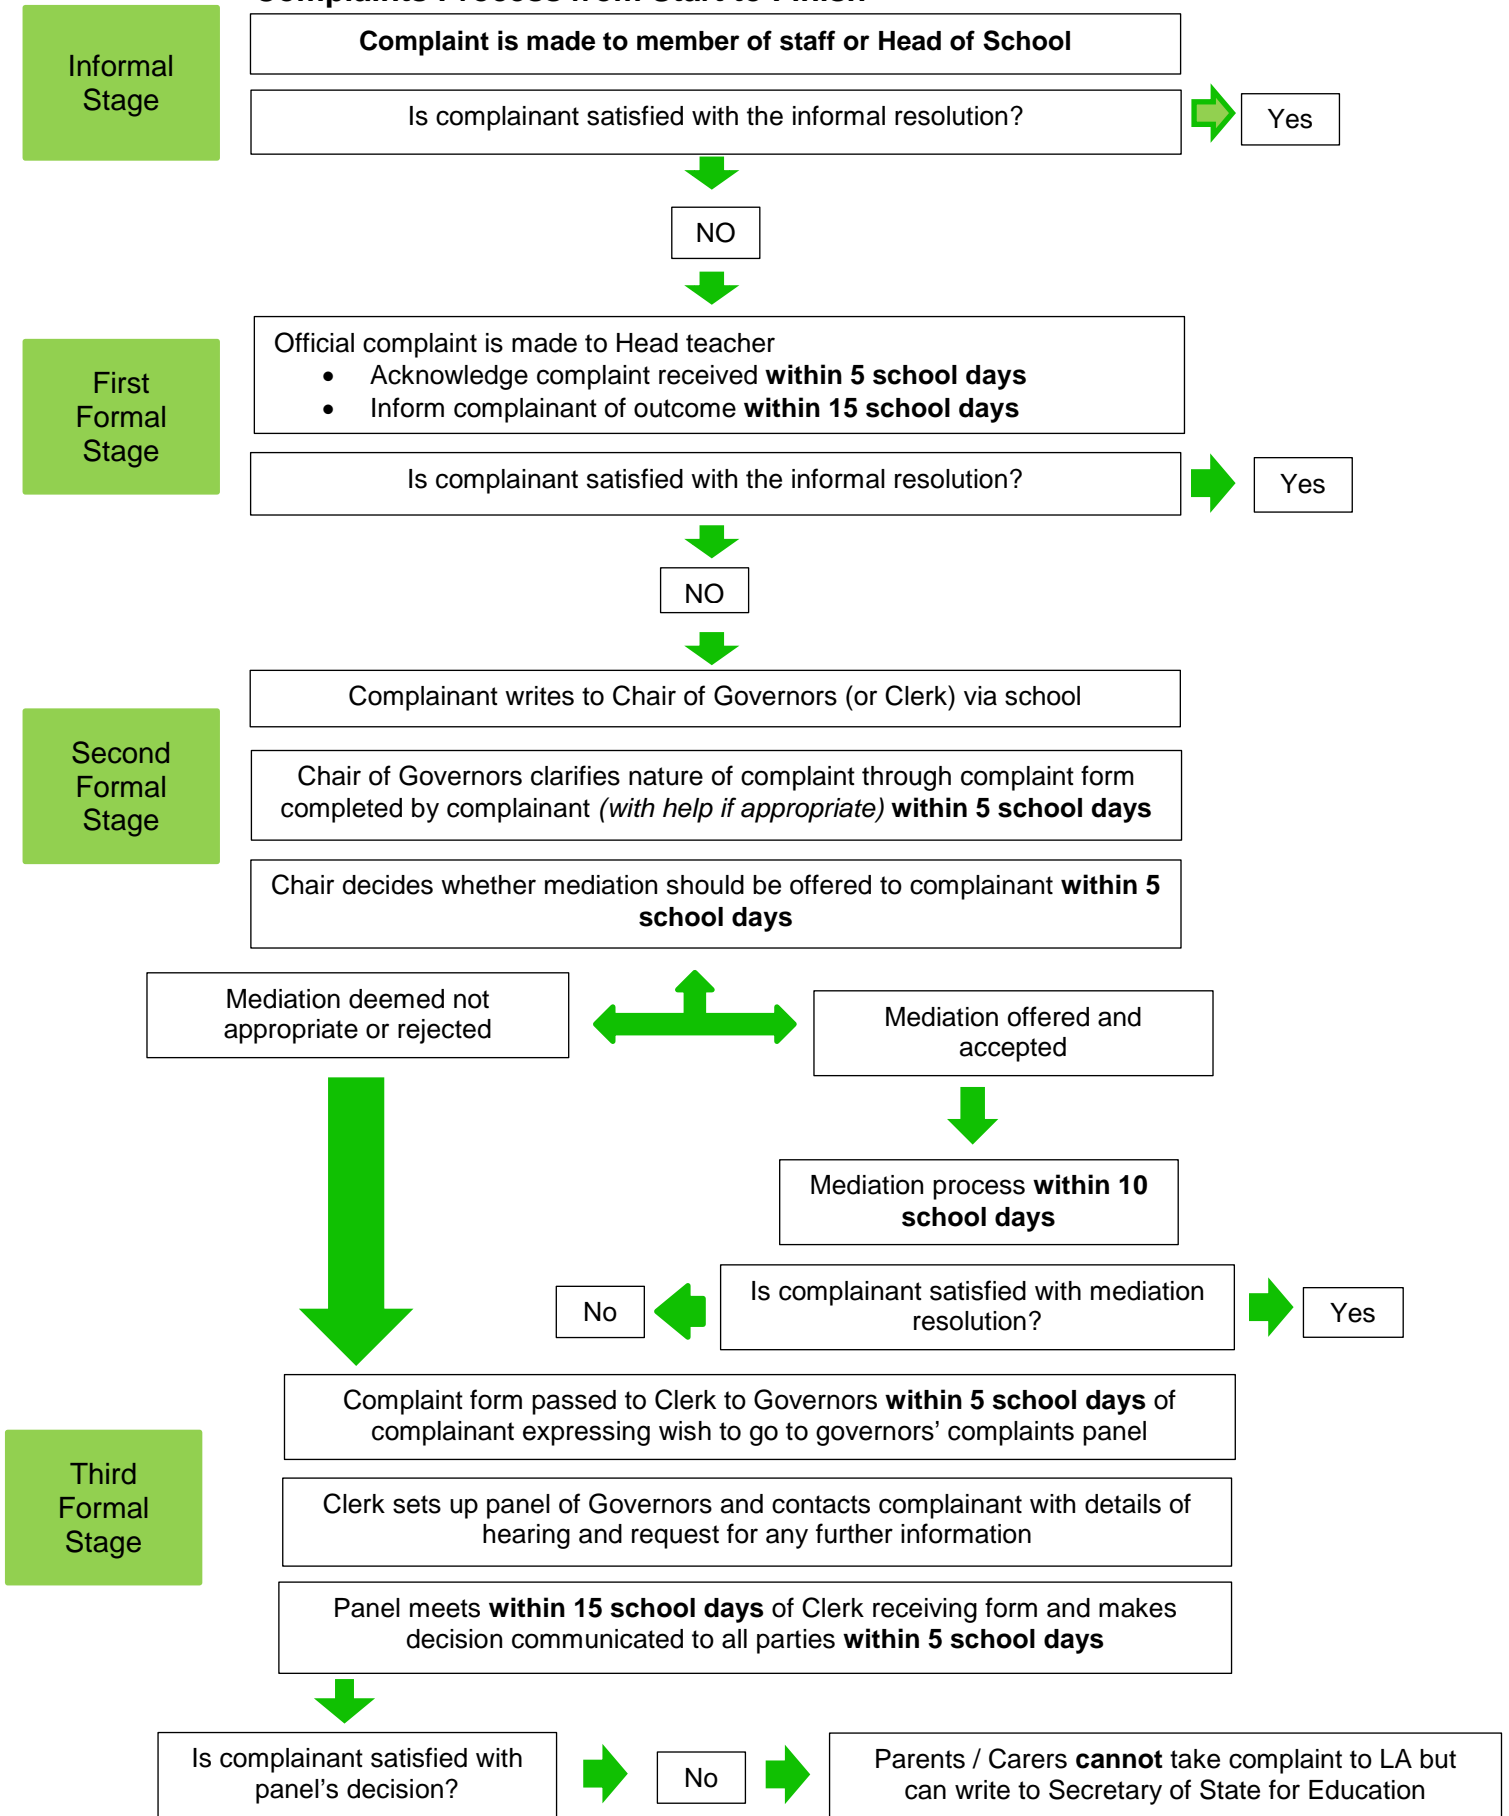 Complaints Process from Start to Finish
Informal
Stage
Complaint is made to member of staff or Head of School
Is complainant satisfied with the informal resolution?
Yes
NO
First
Formal
Stage
Official complaint is made to Head teacher
• Acknowledge complaint received within 5 school days
• Inform complainant of outcome within 15 school days
Is complainant satisfied with the informal resolution?
Yes
NO
Second
Formal
Stage
Complainant writes to Chair of Governors (or Clerk) via school
Chair of Governors clarifies nature of complaint through complaint form
completed by complainant (with help if appropriate) within 5 school days
Chair decides whether mediation should be offered to complainant within 5
school days
Mediation deemed not
appropriate or rejected
Mediation offered and
accepted
Mediation process within 10
school days
Is complainant satisfied with mediation
resolution?
No
Yes
Third
Formal
Stage
Complaint form passed to Clerk to Governors within 5 school days of
complainant expressing wish to go to governors’ complaints panel
Clerk sets up panel of Governors and contacts complainant with details of
hearing and request for any further information
Panel meets within 15 school days of Clerk receiving form and makes
decision communicated to all parties within 5 school days
Is complainant satisfied with
panel’s decision?
No
Parents / Carers cannot take complaint to LA but
can write to Secretary of State for Education